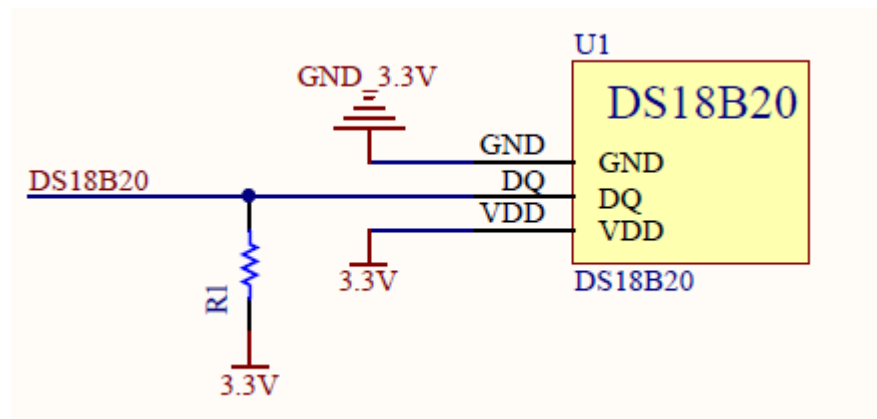 U1
GND_3.3V
DS18B20
GND
GND
DS18B20
DQ
DQ
VDD
VDD
3.3V
DS18B20
R1
3.3V